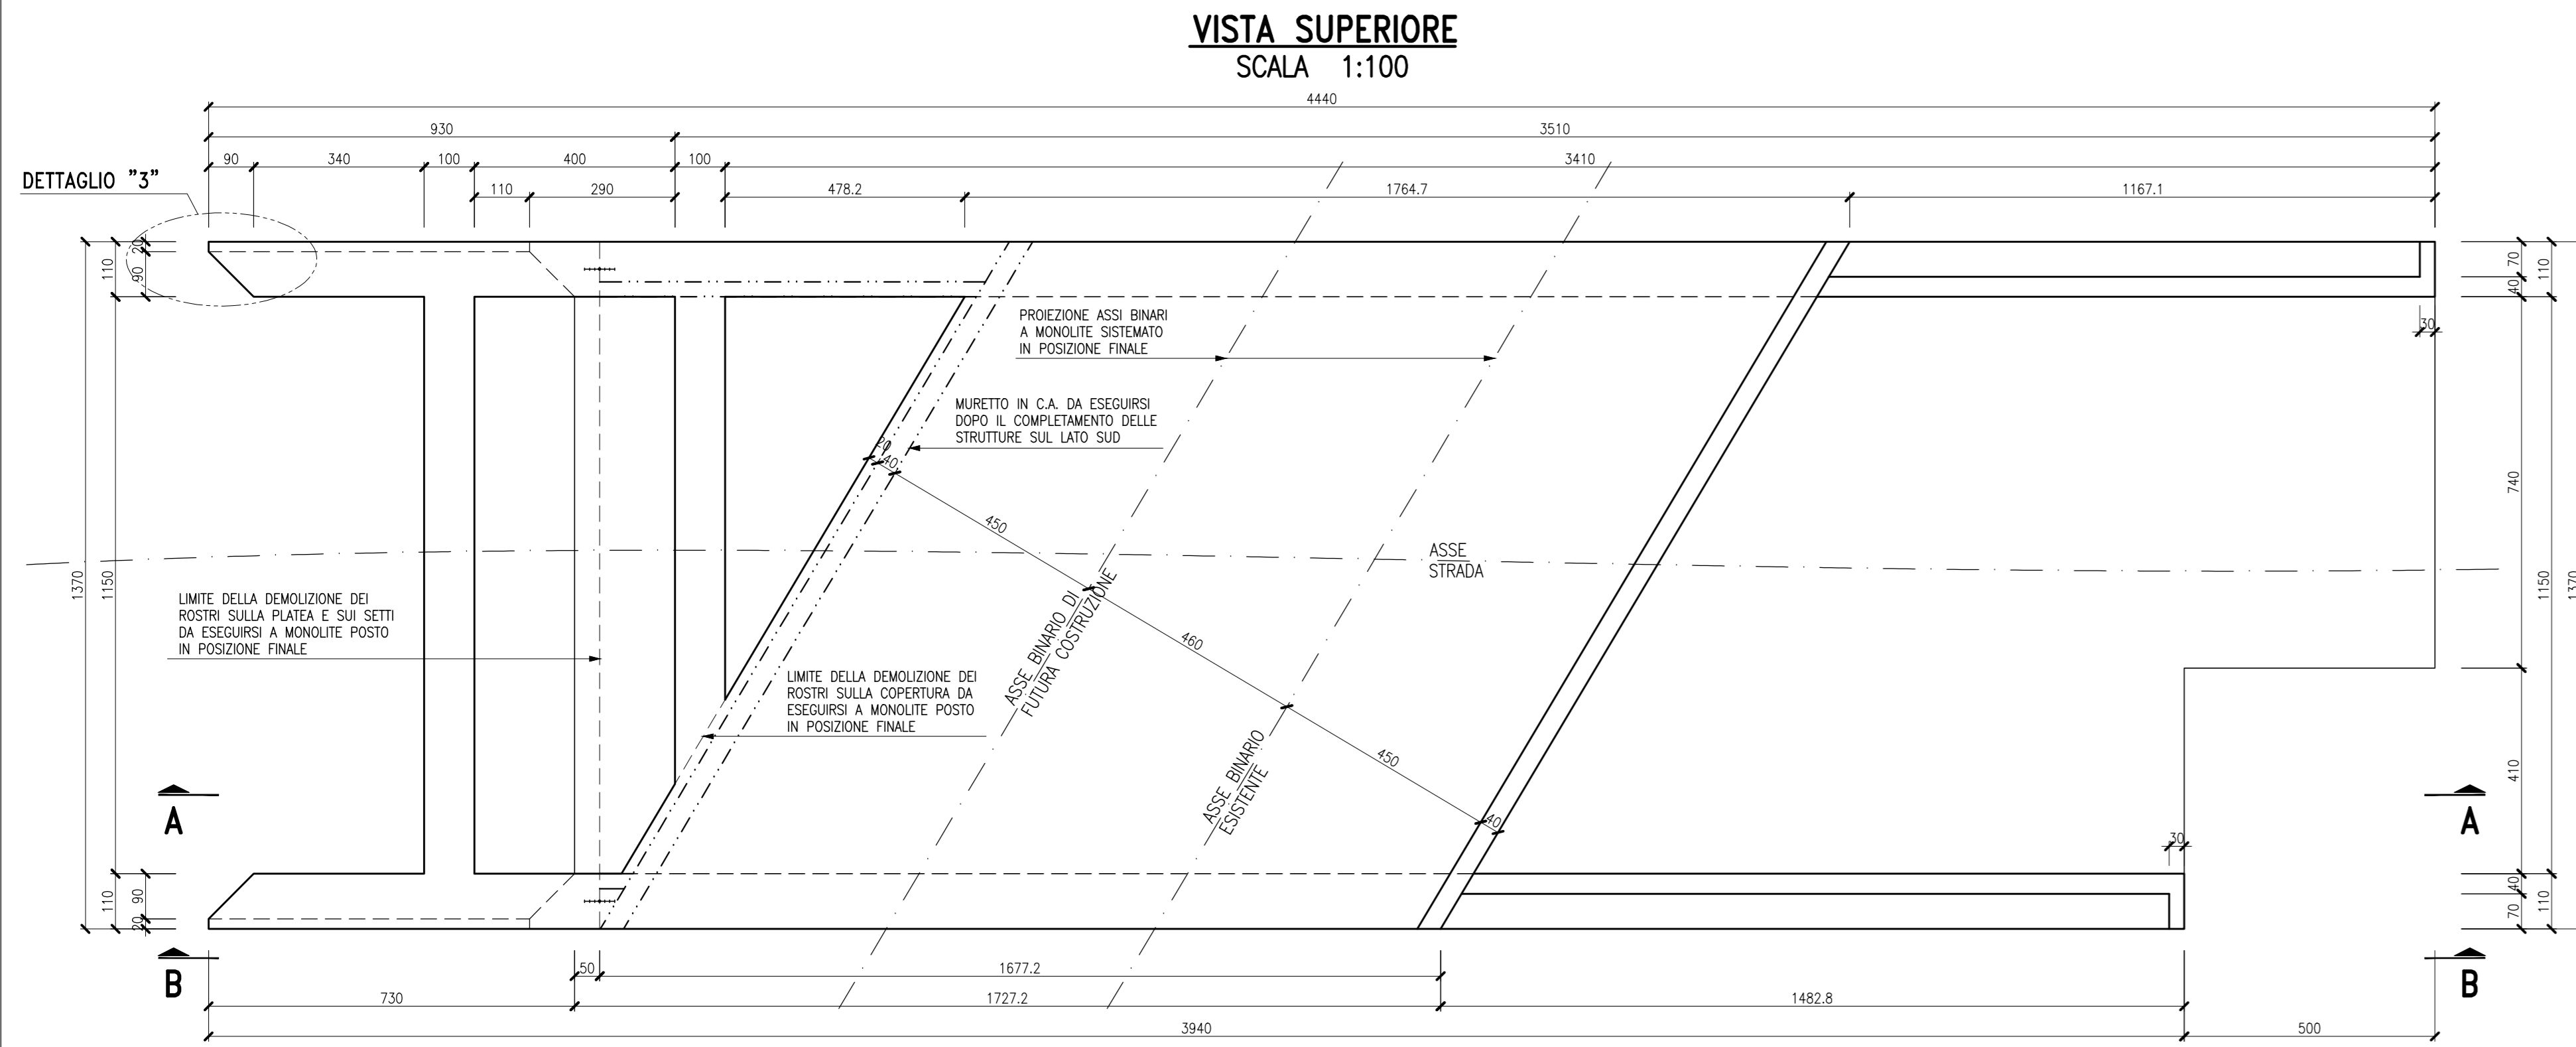 VISTA SUPERIORE
SCALA 1:100
4440
930
3510
90
340
100
400
100
3410
DETTAGLIO "3"
110
290
478.2
1764.7
1167.1
20
110
90
70
110
40
30
PROIEZIONE ASSI BINARI
A MONOLITE SISTEMATO
IN POSIZIONE FINALE
MURETTO IN C.A. DA ESEGUIRSI
DOPO IL COMPLETAMENTO DELLE
STRUTTURE SUL LATO SUD
20
40
450
740
ASSE
STRADA
1370
1150
1150
1370
LIMITE DELLA DEMOLIZIONE DEI
ROSTRI SULLA PLATEA E SUI SETTI
DA ESEGUIRSI A MONOLITE POSTO
IN POSIZIONE FINALE
ASSE BINARIO DI
FUTURA COSTRUZIONE
460
LIMITE DELLA DEMOLIZIONE DEI
ROSTRI SULLA COPERTURA DA
ESEGUIRSI A MONOLITE POSTO
IN POSIZIONE FINALE
ASSE BINARIO
ESISTENTE
450
410
40
A
A
30
110
90
20
40
70
110
B
B
50
1677.2
730
1727.2
1482.8
3940
500